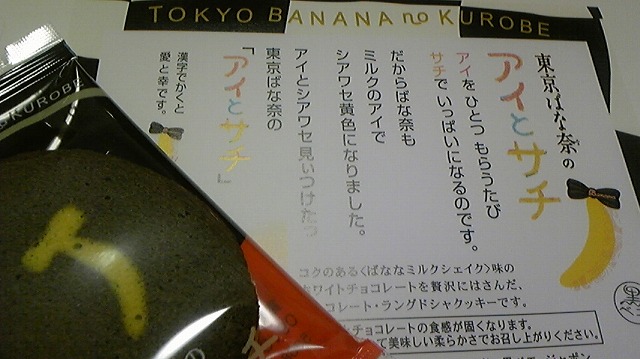 TOKYO BANANA no KUROBE
東京ばな奈の
アイとサチ
アイをひとつ もらうたび
サチで いっぱいになるのです。
だからばな奈も
ミルクのアイで
シアワセ黄色になりました。
アイとシアワセ見ぃつけたっ
東京ばな奈の
「アイとサチ」
漢字でかくと
愛と幸です。
コクのある〈ばななミルクシェイク〉味の
ホワイトチョコレートを贅沢にはさんだ、
コレート・ラングドシャクッキーです。
チョコレートの食感が固くなります。
て美味しい柔らかさでお召し上がりください。
KUROBE